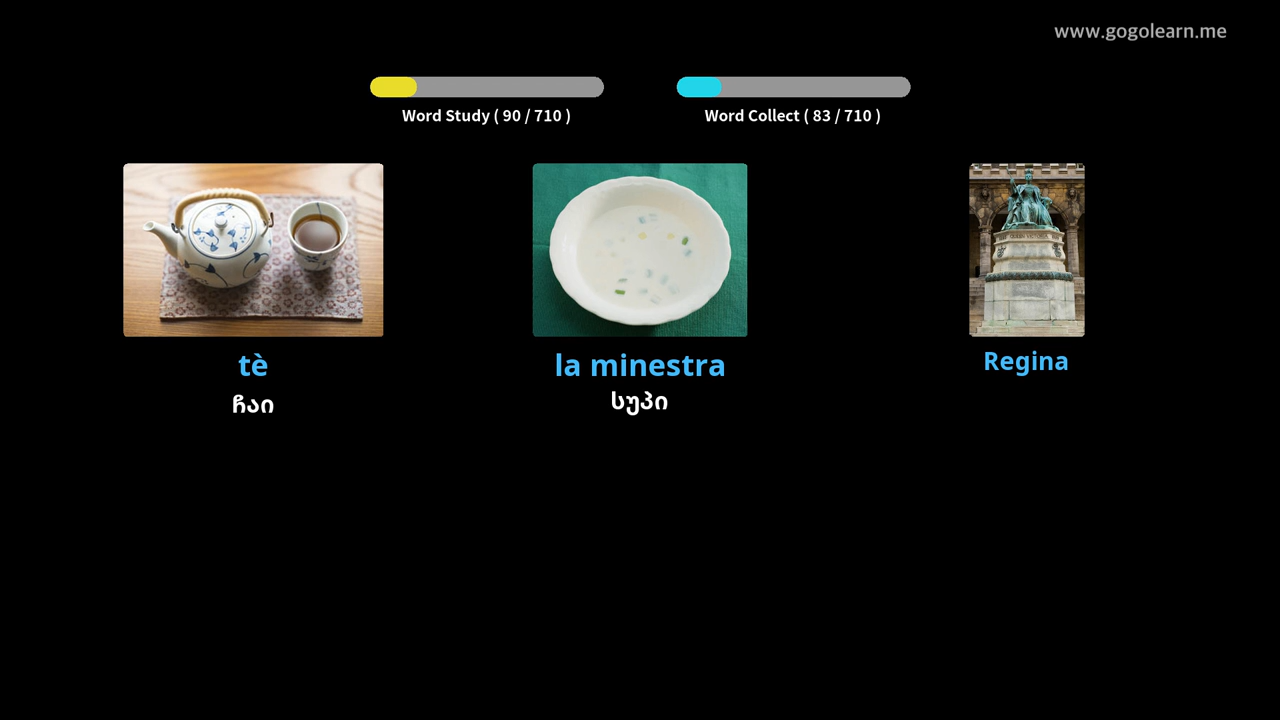 www.gogolearn.me
Word Study ( 90 / 710 )
Word Collect ( 83 / 710 )
tè
la minestra
Regina
ჩაი
სუპი